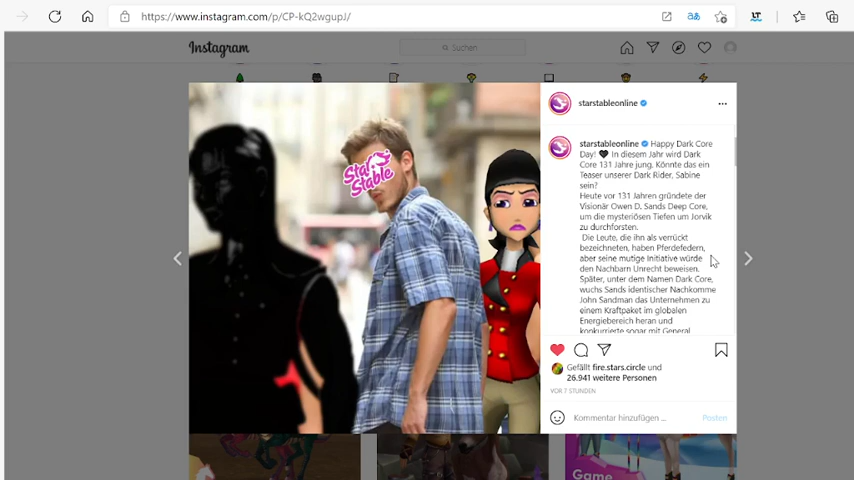 https://www.instagram.com/p/CP-kQ2wgupJ/
Instagram
Suchen
Star
Stable
starstableonline
starstableonline Happy Dark Core
Day! 🖤 In diesem Jahr wird Dark
Core 131 Jahre jung. Könnte das ein
Teaser unserer Dark Rider, Sabine
sein?
Heute vor 131 Jahren gründete der
Visionär Owen D. Sands Deep Core,
um die mysteriösen Tiefen um Jorvik
zu durchforsten.
Die Leute, die ihn als verrückt
bezeichneten, haben Pferdefedern,
aber seine mutige Initiative würde
den Nachbarn Unrecht beweisen.
Später, unter dem Namen Dark Core,
wuchs Sands identischer Nachkomme
John Sandman das Unternehmen zu
einem Kraftpaket im globalen
Energiebereich heran und
konkurrierte sogar mit General
Gefällt fire.stars.circle und
26.941 weitere Personen
VOR 7 STUNDEN
Kommentar hinzufügen ...
Posten
Game